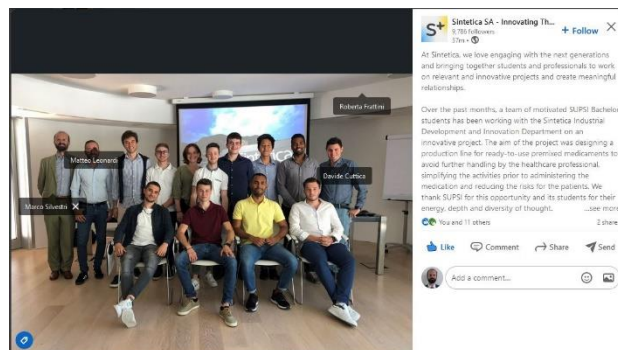 Sintetica SA - Innovating Th...
9,786 followers
57m •
+ Follow
At Sintetica, we love engaging with the next generations
and bringing together students and professionals to work
on relevant and innovative projects and create meaningful
relationships.
Over the past months, a team of motivated SUPSI Bachelor
students has been working with the Sintetica Industrial
Development and Innovation Department on an
innovative project. The aim of the project was designing a
production line for ready-to-use premixed medicaments to
avoid further handling by the healthcare professional,
simplifying the activities prior to administering the
medication and reducing the risks for the patients. We
thank SUPSI for this opportunity and its students for their
energy, depth and diversity of thought.
...see more
You and 11 others
2 share
Like
Comment
Share
Send
Add a comment...
Roberta Frattini
Matteo Leonardi
Davide Cuttica
Marco Silvestri